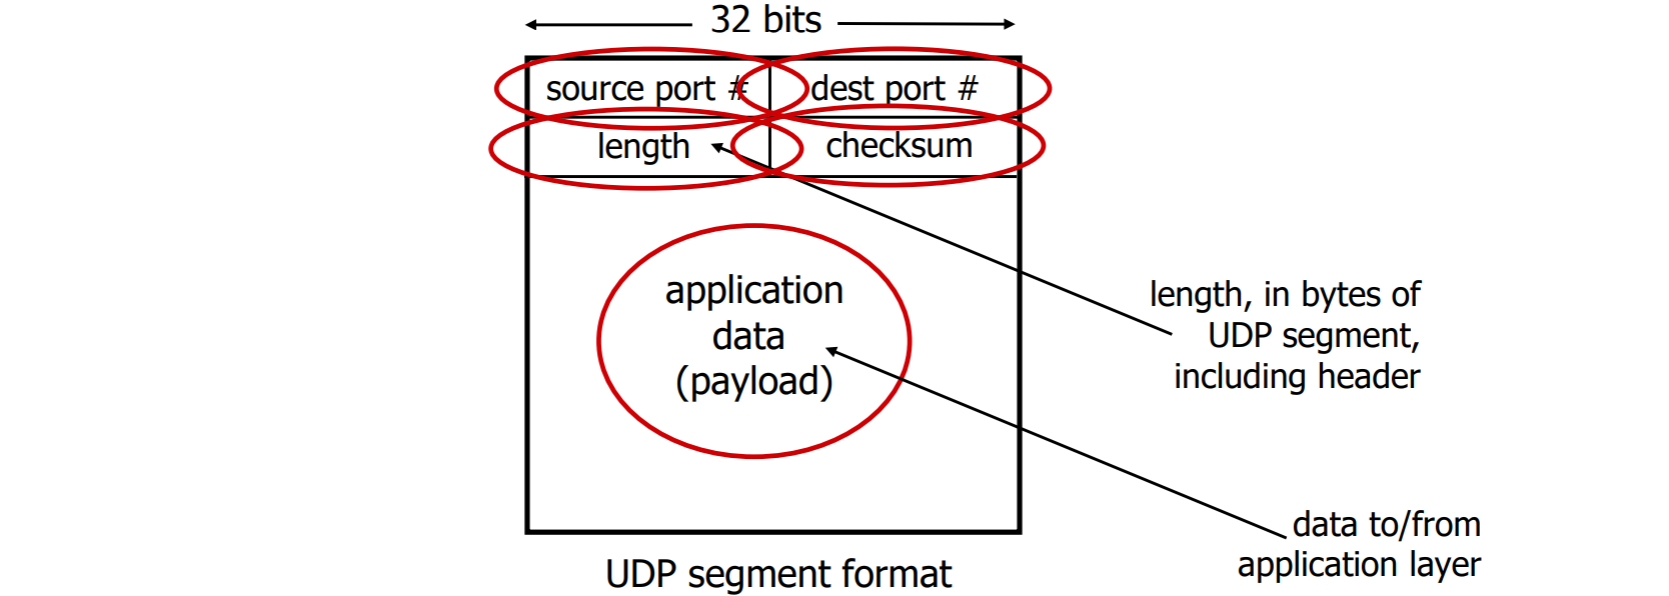 32 bits
source port #
dest port #
length
checksum
application
data
(payload)
length, in bytes of
UDP segment,
including header
data to/from
application layer
UDP segment format